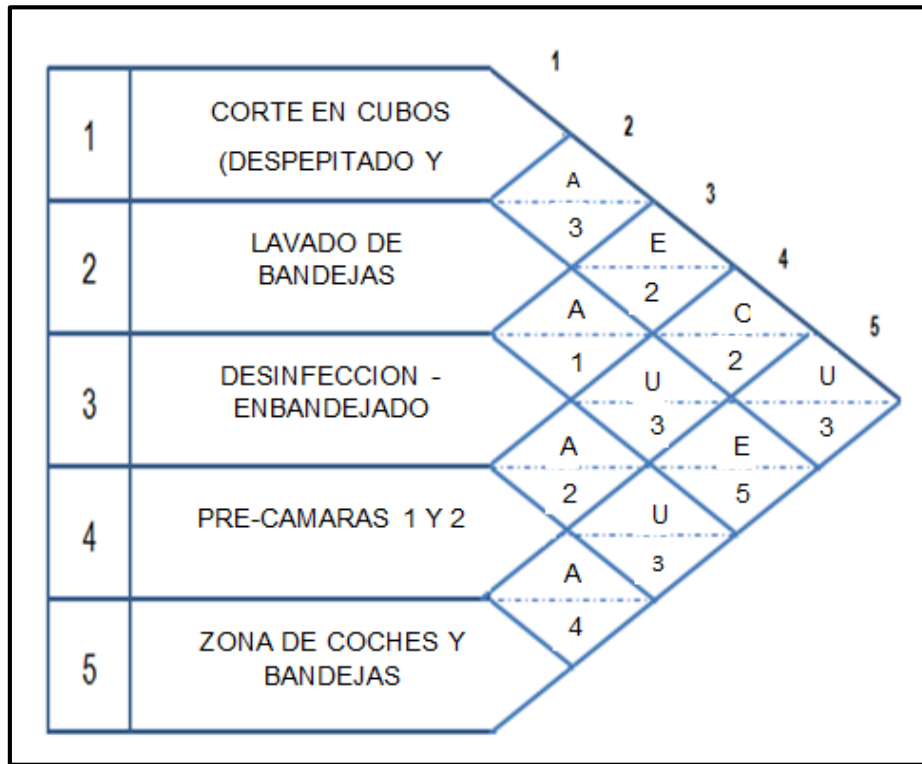 1
2
3
4
5
1
CORTE EN CUBOS
(DESPEPITADO Y
2
LAVADO DE
BANDEJAS
3
DESINFECCION -
ENBANDEJADO
4
PRE-CAMARAS 1 Y 2
5
ZONA DE COCHES Y
BANDEJAS
A
3
E
2
O
2
U
3
A
1
U
3
E
5
A
2
U
3
A
4